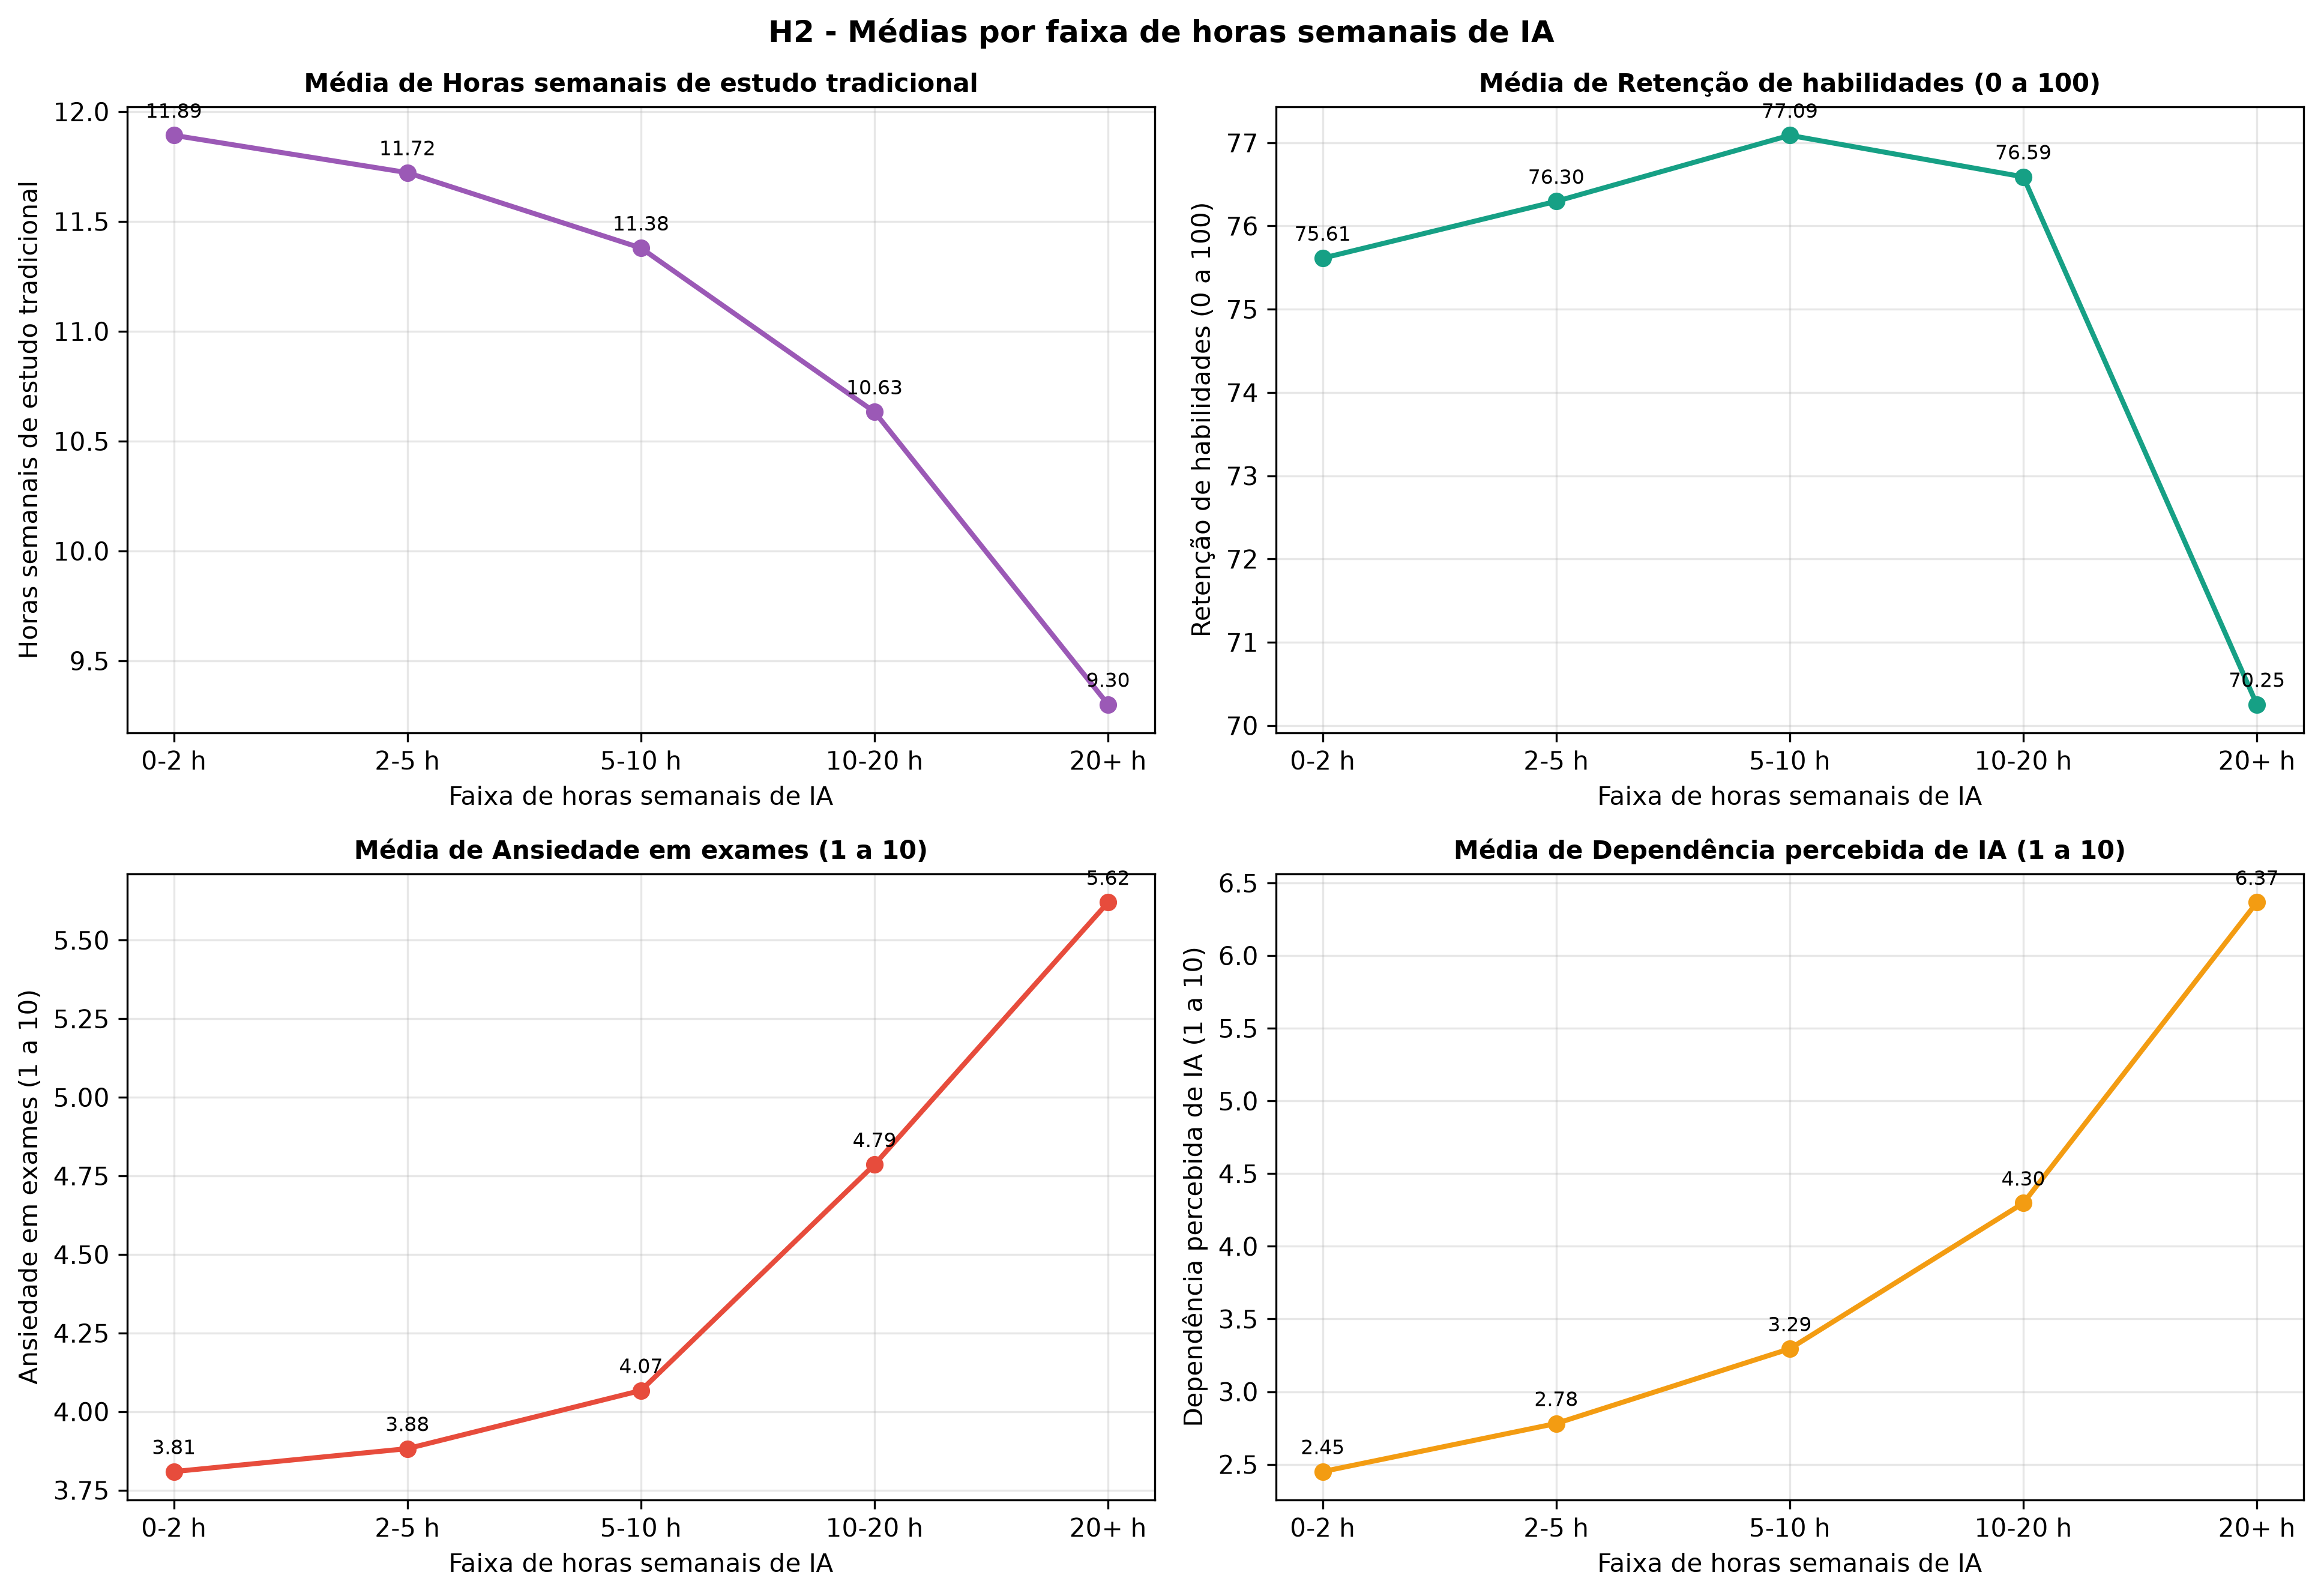 H2 - Médias por faixa de horas semanais de IA
Média de Horas semanais de estudo tradicional
Horas semanais de estudo tradicional
12.0
11.5
11.0
10.5
10.0
9.5
11.89
11.72
11.38
10.63
9.30
0-2 h
2-5 h
5-10 h
10-20 h
20+ h
Faixa de horas semanais de IA
Média de Retenção de habilidades (0 a 100)
Retenção de habilidades (0 a 100)
77
76
75
74
73
72
71
70
75.61
76.30
77.09
76.59
70.25
0-2 h
2-5 h
5-10 h
10-20 h
20+ h
Faixa de horas semanais de IA
Média de Ansiedade em exames (1 a 10)
Ansiedade em exames (1 a 10)
5.50
5.25
5.00
4.75
4.50
4.25
4.00
3.75
3.81
3.88
4.07
4.79
5.62
0-2 h
2-5 h
5-10 h
10-20 h
20+ h
Faixa de horas semanais de IA
Média de Dependência percebida de IA (1 a 10)
Dependência percebida de IA (1 a 10)
6.5
6.0
5.5
5.0
4.5
4.0
3.5
3.0
2.5
2.45
2.78
3.29
4.30
6.37
0-2 h
2-5 h
5-10 h
10-20 h
20+ h
Faixa de horas semanais de IA